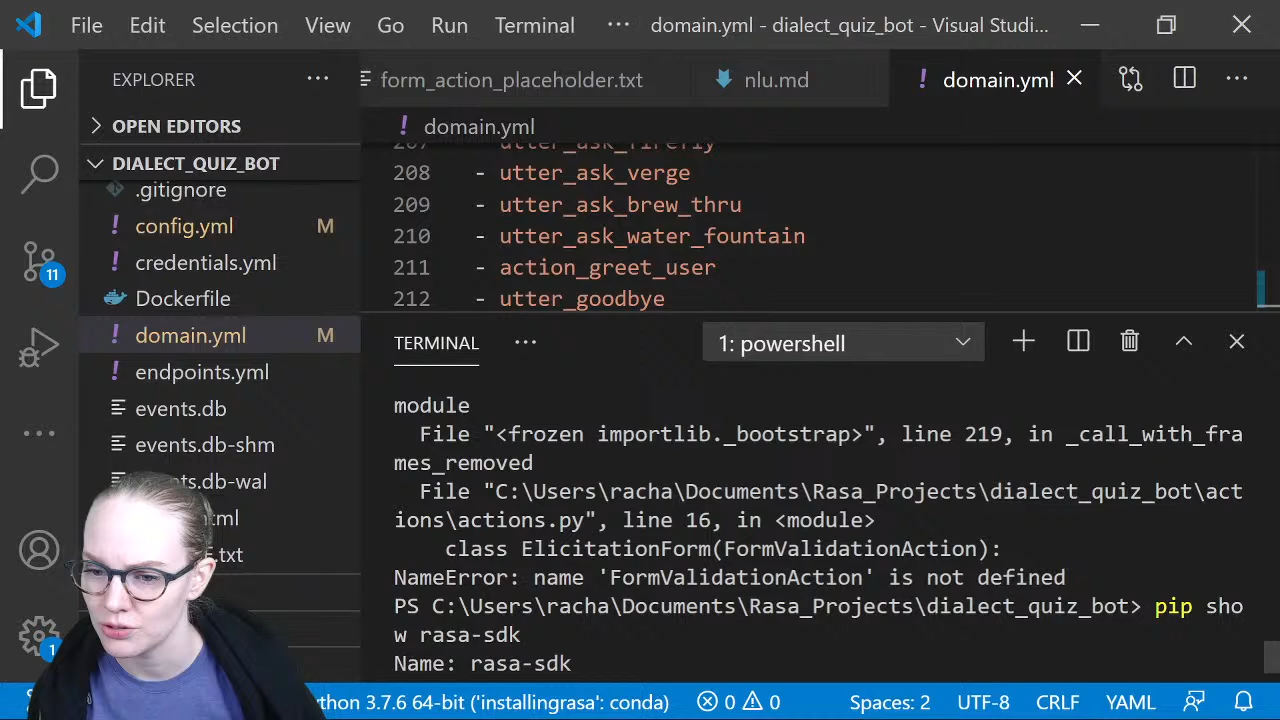 File Edit Selection View Go Run Terminal ··· domain.yml - dialect_quiz_bot - Visual Studi...
EXPLORER ···
form_action_placeholder.txt nlu.md ! domain.yml
OPEN EDITORS
! domain.yml
DIALECT_QUIZ_BOT
.gitignore
! config.yml M
! credentials.yml
Dockerfile
! domain.yml M
! endpoints.yml
events.db
events.db-shm
ts.db-wal
ml
.txt
11
1
207 - utter_ask_firefly
208 - utter_ask_verge
209 - utter_ask_brew_thru
210 - utter_ask_water_fountain
211 - action_greet_user
212 - utter_goodbye
TERMINAL ··· 1: powershell
module
File "<frozen importlib._bootstrap>", line 219, in _call_with_fra
mes_removed
File "C:\Users\racha\Documents\Rasa_Projects\dialect_quiz_bot\act
ions\actions.py", line 16, in <module>
class ElicitationForm(FormValidationAction):
NameError: name 'FormValidationAction' is not defined
PS C:\Users\racha\Documents\Rasa_Projects\dialect_quiz_bot> pip sho
w rasa-sdk
Name: rasa-sdk
ython 3.7.6 64-bit ('installingrasa': conda) 0 0 Spaces: 2 UTF-8 CRLF YAML